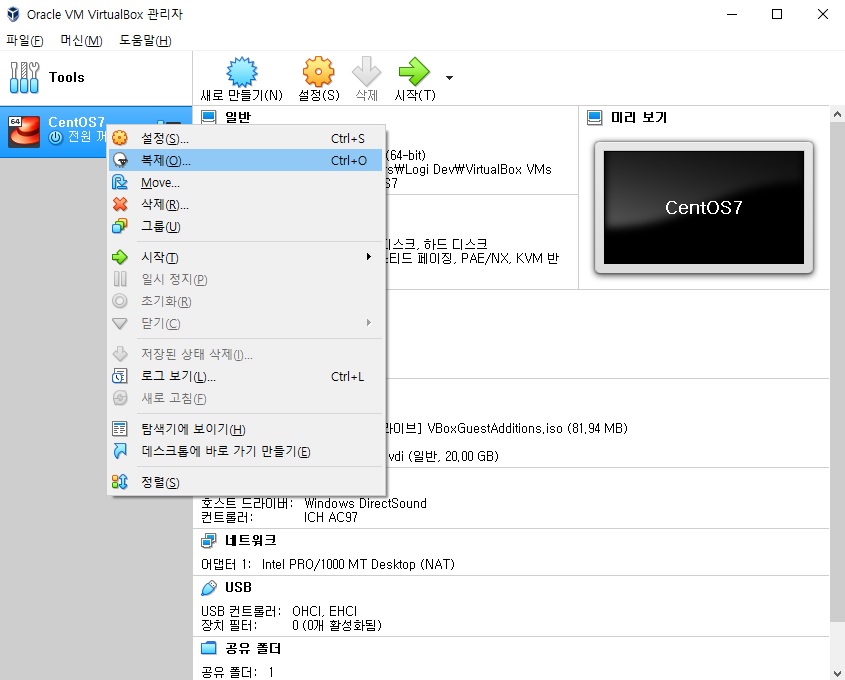 Oracle VM VirtualBox 관리자
파일(F) 머신(M) 도움말(H)
Tools
새로 만들기(N) 설정(S) 삭제 시작(T)
64
CentOS7
전원
설정(S)... Ctrl+S
복제(O)... Ctrl+O
Move...
삭제(R)...
그룹(U)
시작(T)
일시 정지(P)
초기화(R)
닫기(C)
저장된 상태 삭제(J)...
로그 보기(L)... Ctrl+L
새로 고침(F)
탐색기에 보이기(H)
데스크톱에 바로 가기 만들기(E)
정렬(S)
일반
(64-bit)
s₩Logi Dev₩VirtualBox VMs
S7
디스크, 하드 디스크
스티드 페이징, PAE/NX, KVM 반
라이브] VBoxGuestAdditions.iso (81,94 MB)
vdi (일반, 20,00 GB)
호스트 드라이버: Windows DirectSound
컨트롤러: ICH AC97
네트워크
어댑터 1: Intel PRO/1000 MT Desktop (NAT)
USB
USB 컨트롤러: OHCI, EHCI
장치 필터: 0 (0개 활성화됨)
공유 폴더
공유 폴더: 1
미리 보기
CentOS7